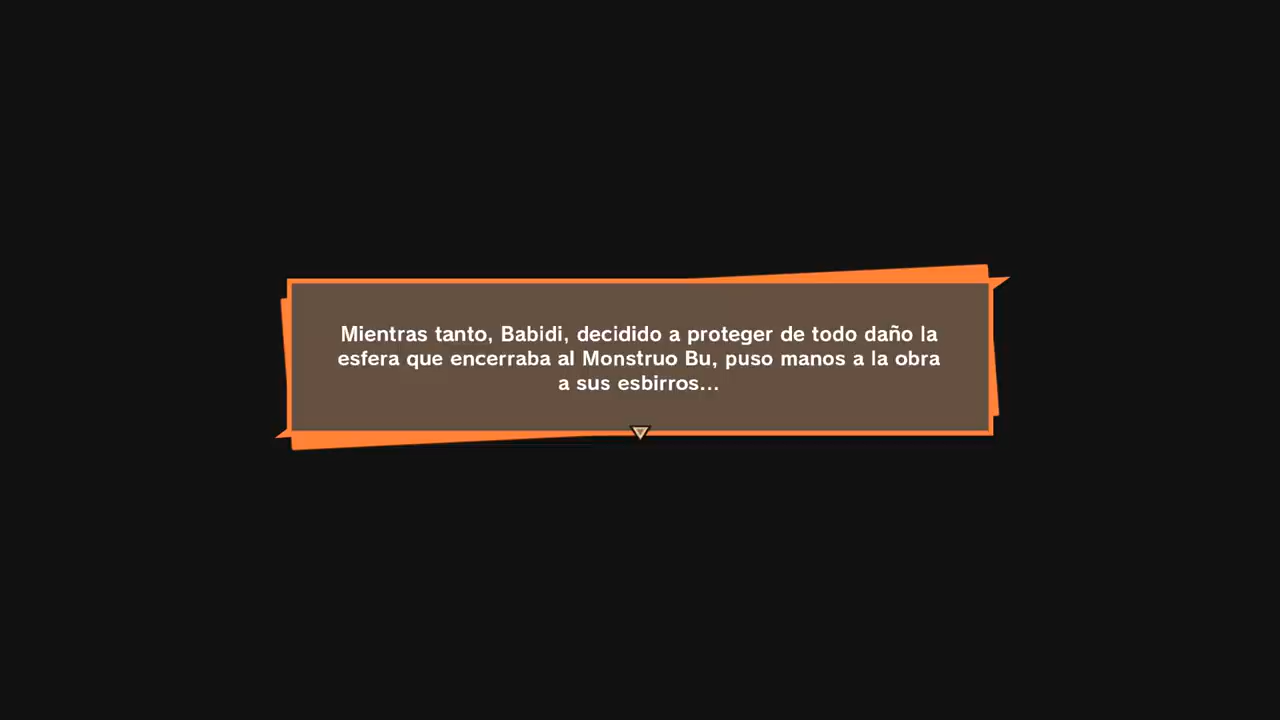 Mientras tanto, Babidi, decidido a proteger de todo daño la
esfera que encerraba al Monstruo Bu, puso manos a la obra
a sus esbirros...